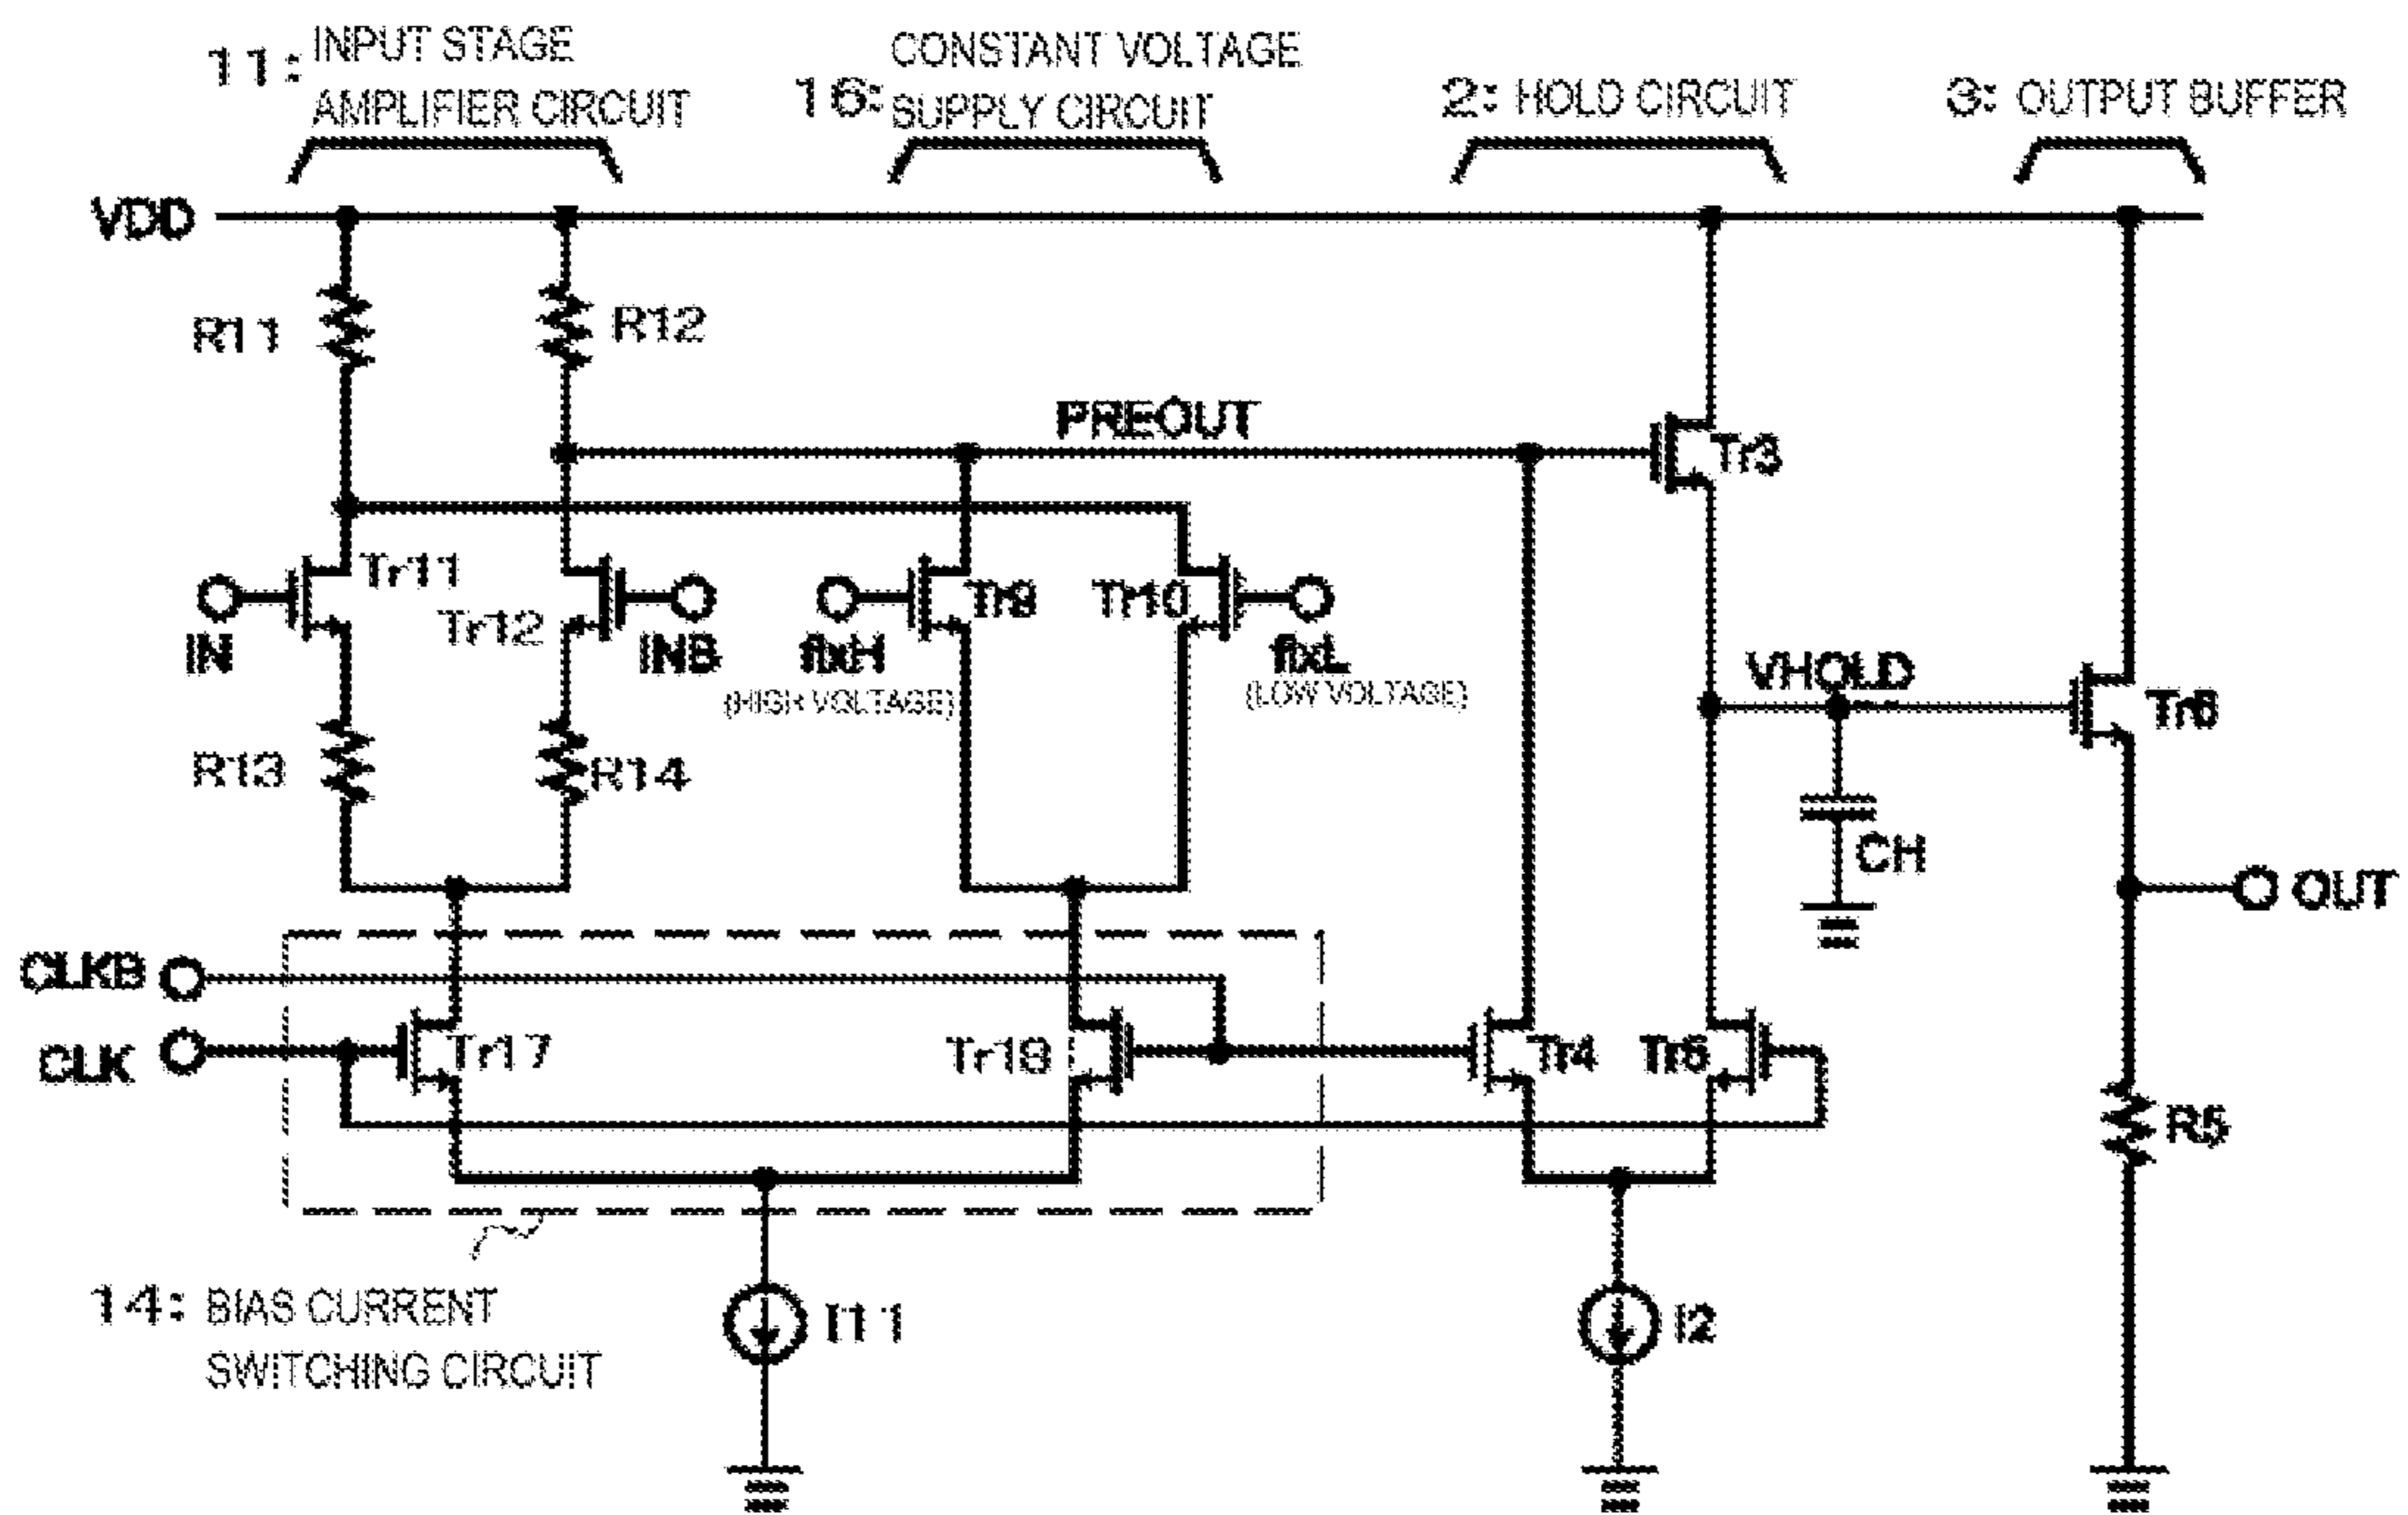 11: INPUT STAGE
AMPLIFIER CIRCUIT
16: CONSTANT VOLTAGE
SUPPLY CIRCUIT
2: HOLD CIRCUIT
3: OUTPUT BUFFER
VDD
R11
R12
PREOUT
Tr3
Tr11
Tr12
Tr9
Tr10
IN
INB
fixH
(HIGH VOLTAGE)
fixL
(LOW VOLTAGE)
VHOLD
Tr6
R13
R14
CH
OUT
CLKB
CLK
Tr17
Tr18
Tr4
Tr5
R5
14: BIAS CURRENT
SWITCHING CIRCUIT
I11
I2